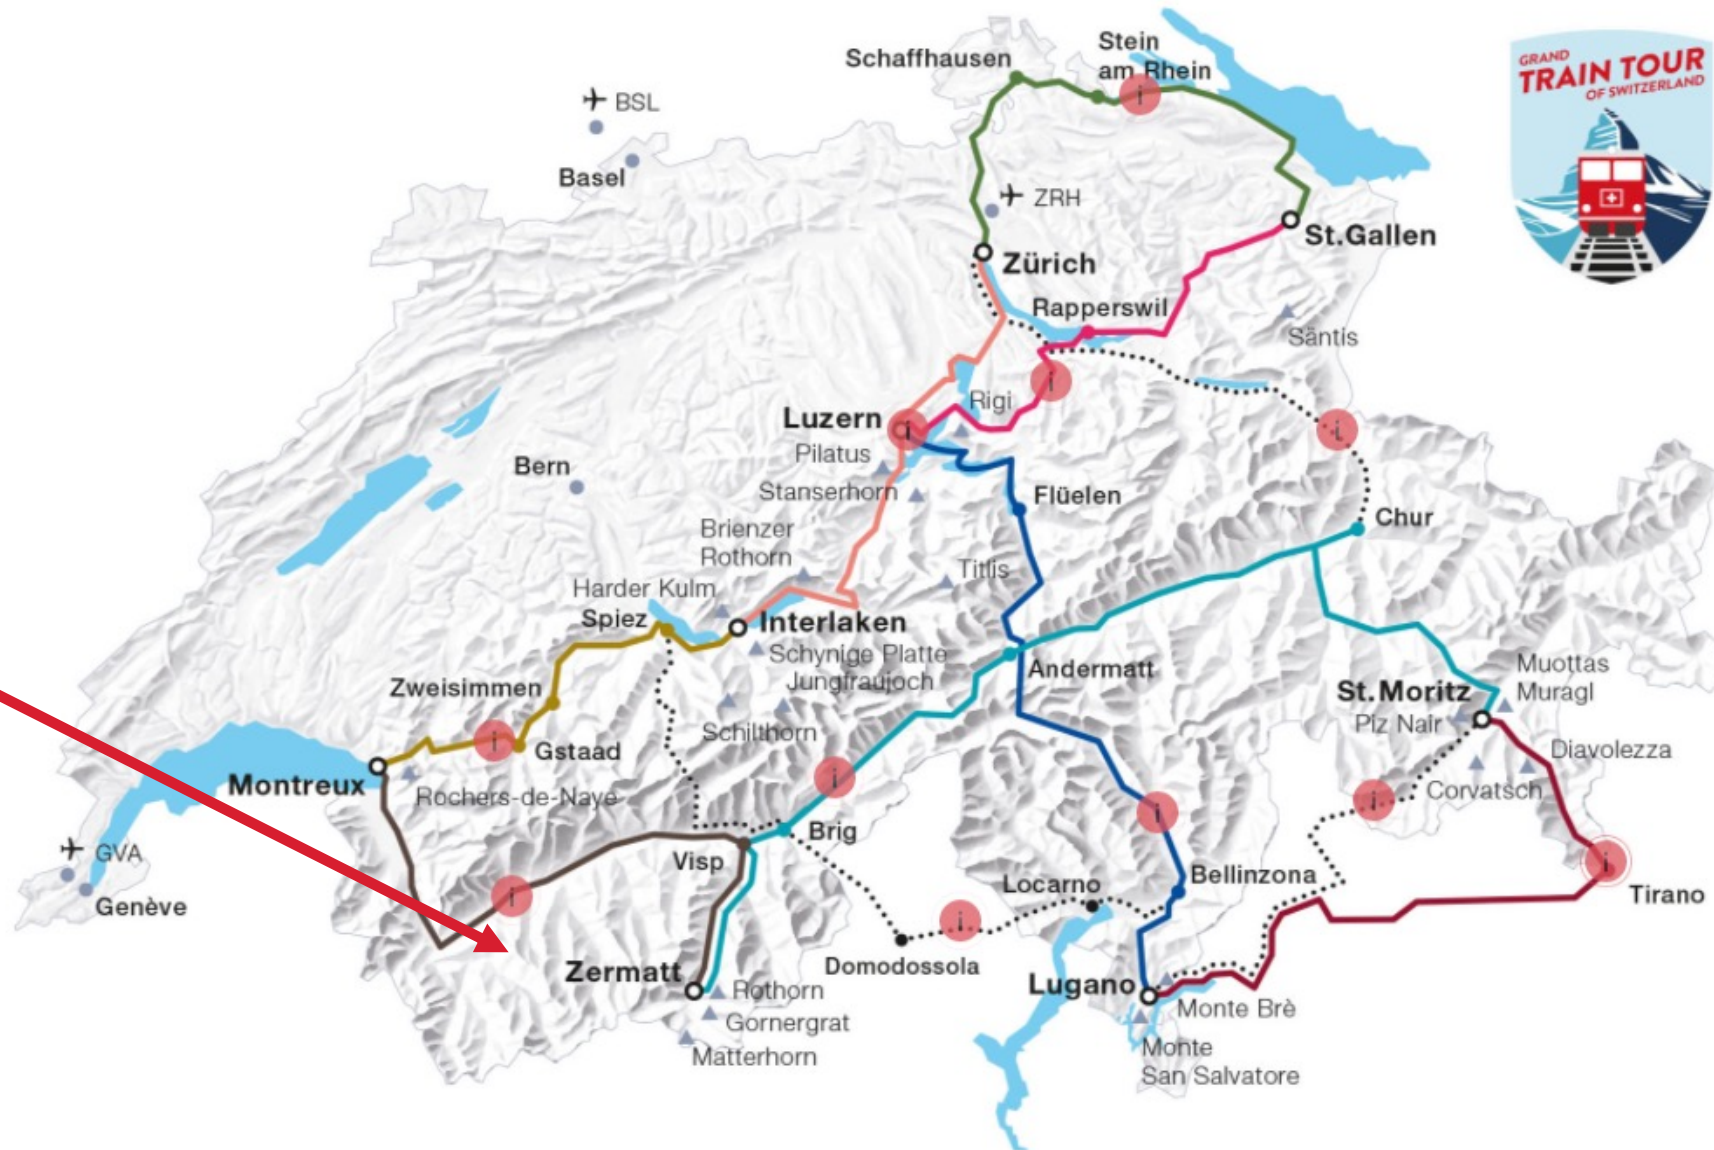 Schaffhausen
Stein
am Rhein
GRAND
TRAIN TOUR
OF SWITZERLAND
BSL
Basel
ZRH
St.Gallen
Zürich
Rapperswil
Säntis
Rigi
Luzern
Pilatus
Bern
Stanserhorn
Flüelen
Chur
Brienzer
Rothorn
Titlis
Harder Kulm
Spiez
Interlaken
Schynige Platte
Jungfraujoch
Andermatt
Muottas
Muragl
Zweisimmen
St.Moritz
Piz Nair
Schilthorn
Gstaad
Diavolezza
Montreux
Rochers-de-Naye
Corvatsch
Brig
GVA
Visp
Genève
Locarno
Bellinzona
Tirano
Domodossola
Zermatt
Rothorn
Gornergrat
Matterhorn
Lugano
Monte Brè
Monte
San Salvatore
i
i
i
i
i
i
i
i
i
i
i